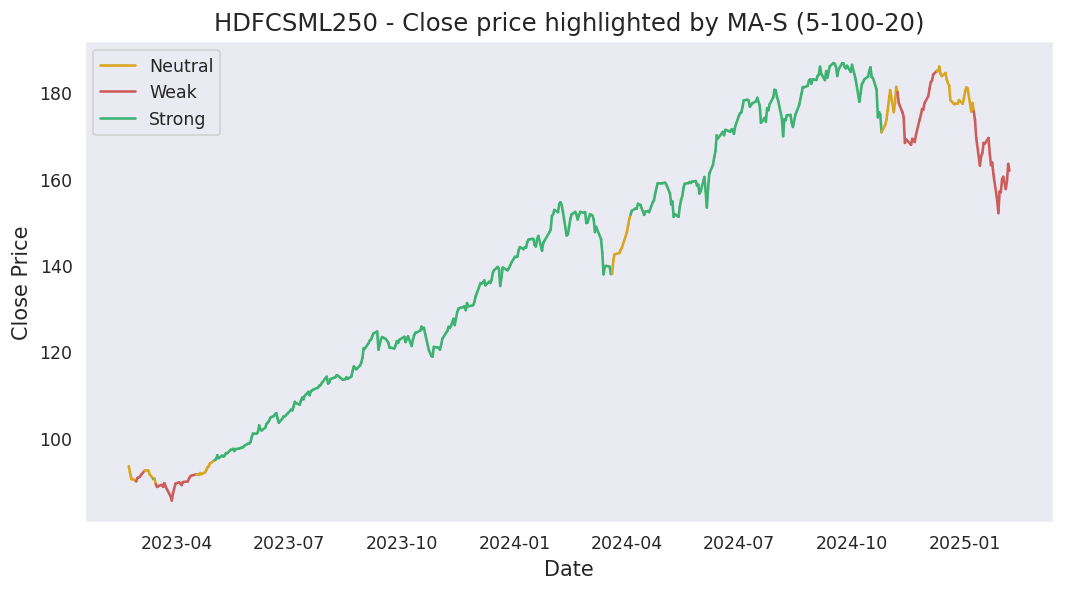 HDFCSML250 - Close price highlighted by MA-S (5-100-20)
Neutral
Weak
Strong
Close Price
180
160
140
120
100
2023-04 2023-07 2023-10 2024-01 2024-04 2024-07 2024-10 2025-01
Date